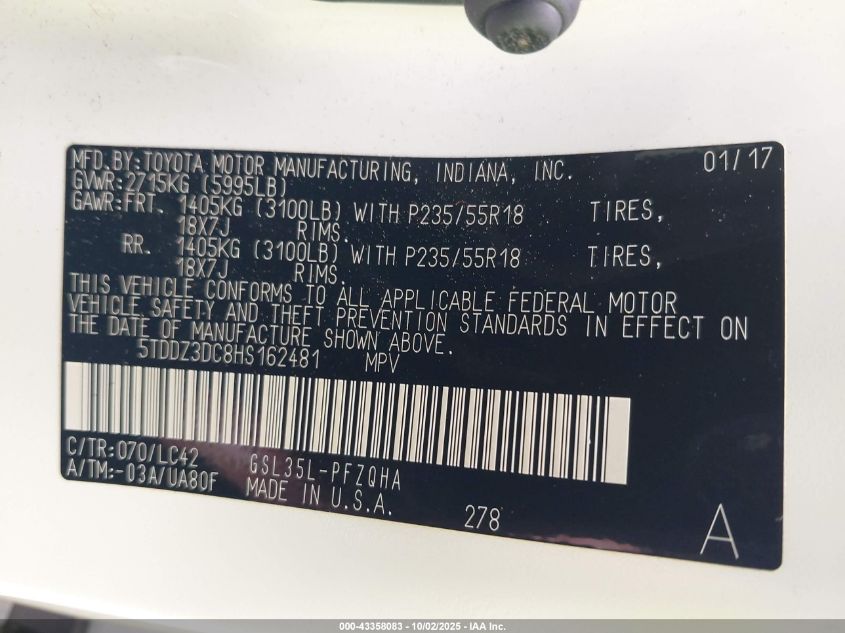 MFD. BY: TOYOTA MOTOR MANUFACTURING, INDIANA, INC. 01/17
GVWR: 2715KG (5995LB)
GAWR: FRT. 1405KG (3100LB) WITH P235/55R18 TIRES,
18X7J RIMS.
RR. 1405KG (3100LB) WITH P235/55R18 TIRES,
18X7J RIMS.
THIS VEHICLE CONFORMS TO ALL APPLICABLE FEDERAL MOTOR
VEHICLE SAFETY AND THEFT PREVENTION STANDARDS IN EFFECT ON
THE DATE OF MANUFACTURE SHOWN ABOVE.
5TDDZ3DC8HS162481 MPV
C/TR: 070/LC42 GSL35L-PFZQHA
A/TM: -03A/UA80F MADE IN U.S.A.
278 A
000-43358083 - 10/02/2025 - IAA Inc.